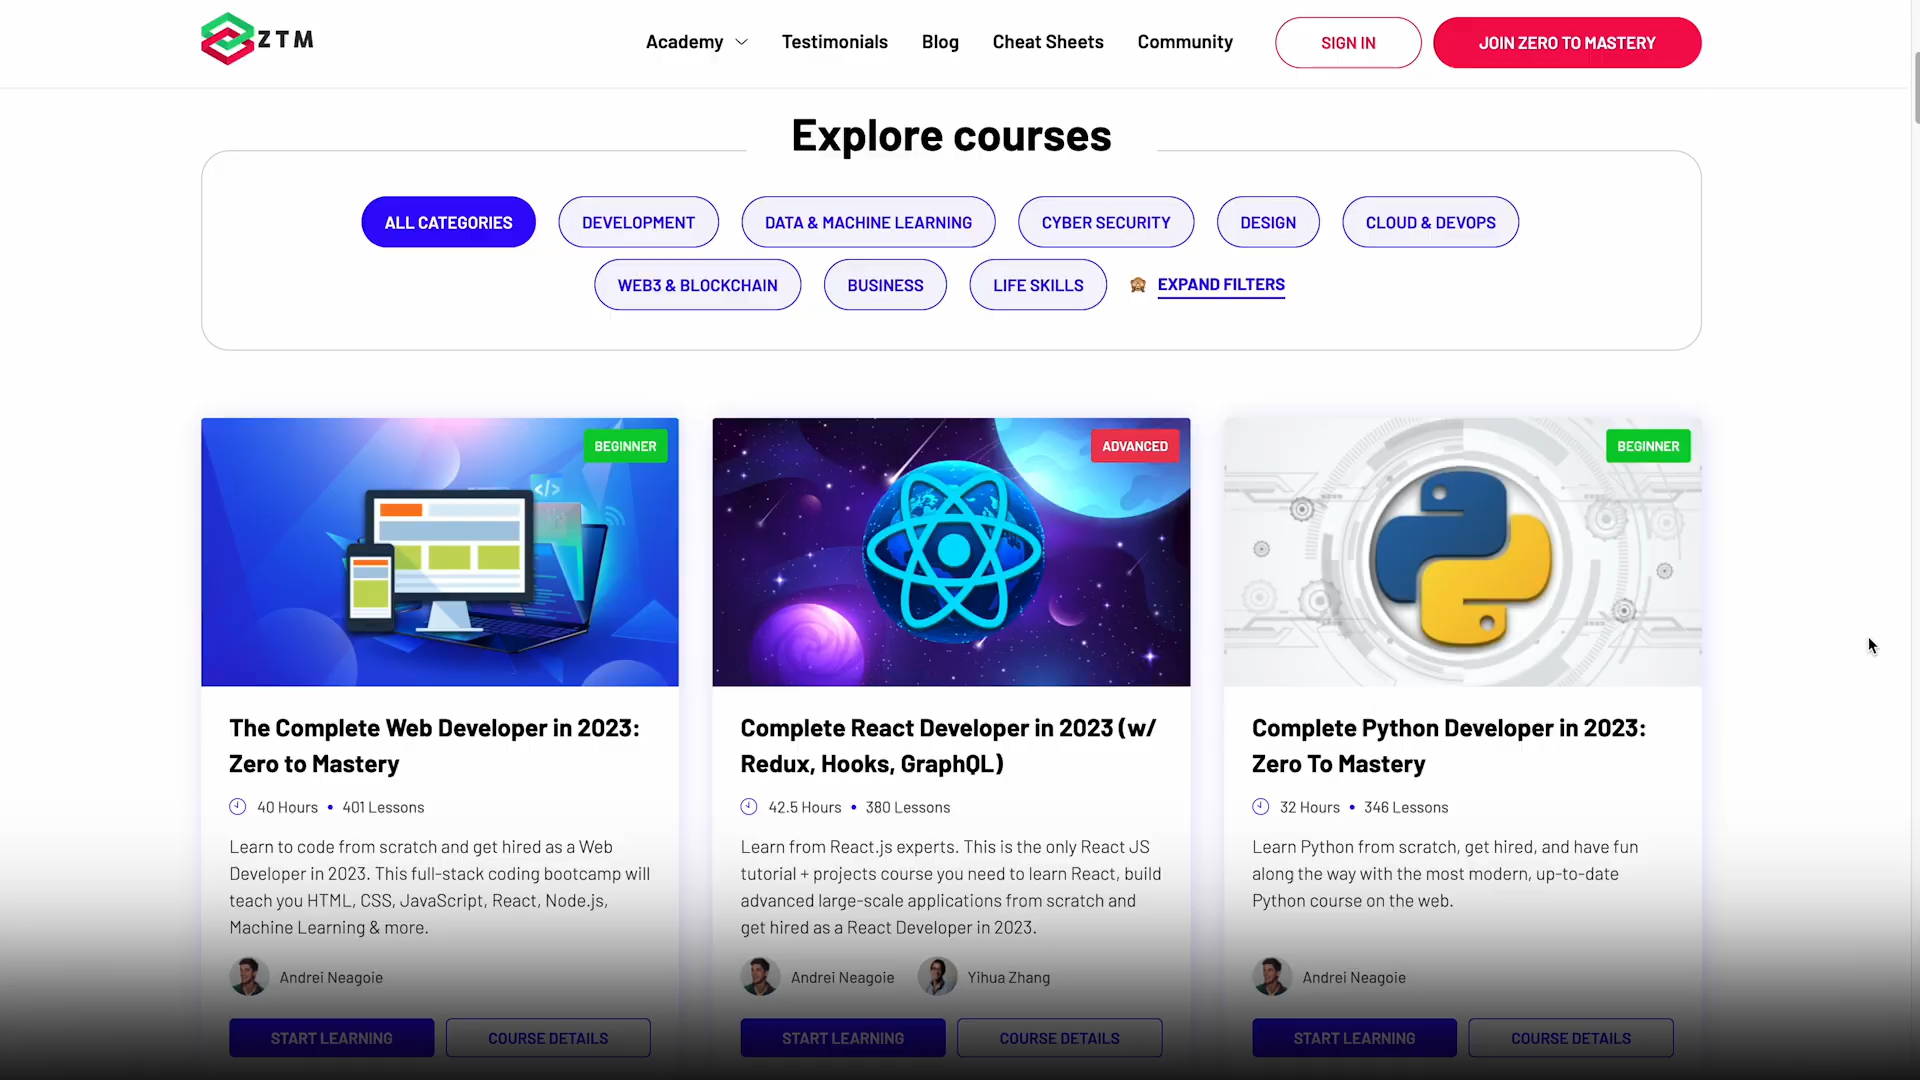 ZTM
Academy
Testimonials
Blog
Cheat Sheets
Community
SIGN IN
JOIN ZERO TO MASTERY
Explore courses
ALL CATEGORIES
DEVELOPMENT
DATA & MACHINE LEARNING
CYBER SECURITY
DESIGN
CLOUD & DEVOPS
WEB3 & BLOCKCHAIN
BUSINESS
LIFE SKILLS
EXPAND FILTERS
BEGINNER
</>
The Complete Web Developer in 2023:
Zero to Mastery
40 Hours • 401 Lessons
Learn to code from scratch and get hired as a Web
Developer in 2023. This full-stack coding bootcamp will
teach you HTML, CSS, JavaScript, React, Node.js,
Machine Learning & more.
Andrei Neagoie
START LEARNING
COURSE DETAILS
ADVANCED
Complete React Developer in 2023 (w/
Redux, Hooks, GraphQL)
42.5 Hours • 380 Lessons
Learn from React.js experts. This is the only React JS
tutorial + projects course you need to learn React, build
advanced large-scale applications from scratch and
get hired as a React Developer in 2023.
Andrei Neagoie
Yihua Zhang
START LEARNING
COURSE DETAILS
BEGINNER
Complete Python Developer in 2023:
Zero To Mastery
32 Hours • 346 Lessons
Learn Python from scratch, get hired, and have fun
along the way with the most modern, up-to-date
Python course on the web.
Andrei Neagoie
START LEARNING
COURSE DETAILS